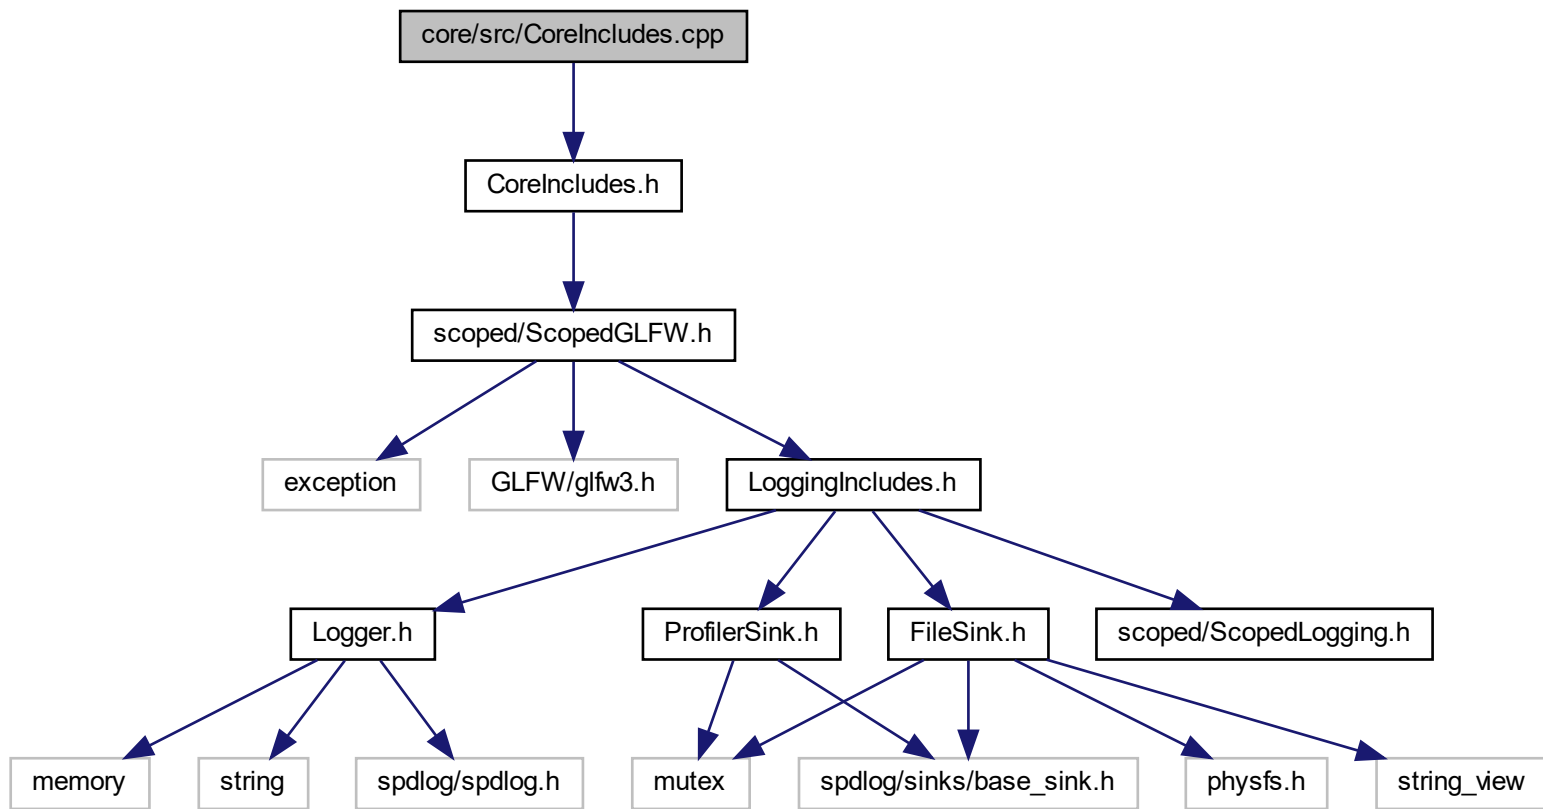 core/src/CoreIncludes.cpp
CoreIncludes.h
scoped/ScopedGLFW.h
exception
GLFW/glfw3.h
LoggingIncludes.h
Logger.h
ProfilerSink.h
FileSink.h
scoped/ScopedLogging.h
memory
string
spdlog/spdlog.h
mutex
spdlog/sinks/base_sink.h
physfs.h
string_view